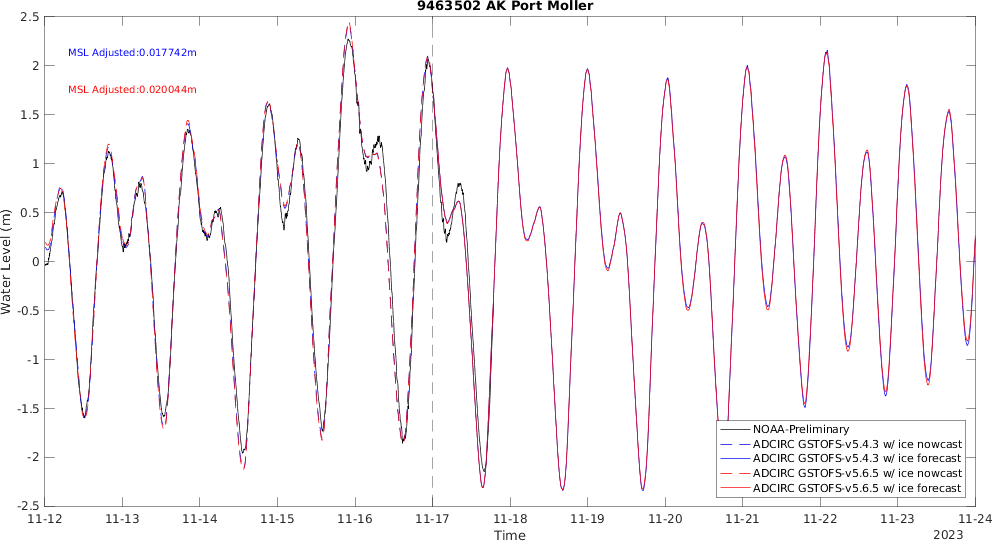 9463502 AK Port Moller
MSL Adjusted:0.017742m
MSL Adjusted:0.020044m
Water Level (m)
2.5
2
1.5
1
0.5
0
-0.5
-1
-1.5
-2
-2.5
NOAA-Preliminary
ADCIRC GSTOFS-v5.4.3 w/ ice nowcast
ADCIRC GSTOFS-v5.4.3 w/ ice forecast
ADCIRC GSTOFS-v5.6.5 w/ ice nowcast
ADCIRC GSTOFS-v5.6.5 w/ ice forecast
11-12 11-13 11-14 11-15 11-16 11-17 11-18 11-19 11-20 11-21 11-22 11-23 11-24
Time
2023